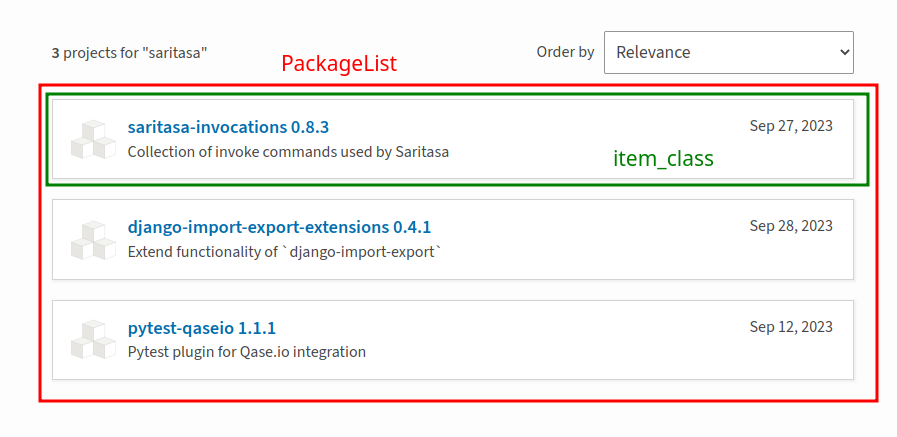 3 projects for "saritasa"
Order by Relevance
PackageList
saritasa-invocations 0.8.3
Sep 27, 2023
Collection of invoke commands used by Saritasa
item_class
django-import-export-extensions 0.4.1
Sep 28, 2023
Extend functionality of `django-import-export`
pytest-qaseio 1.1.1
Sep 12, 2023
Pytest plugin for Qase.io integration